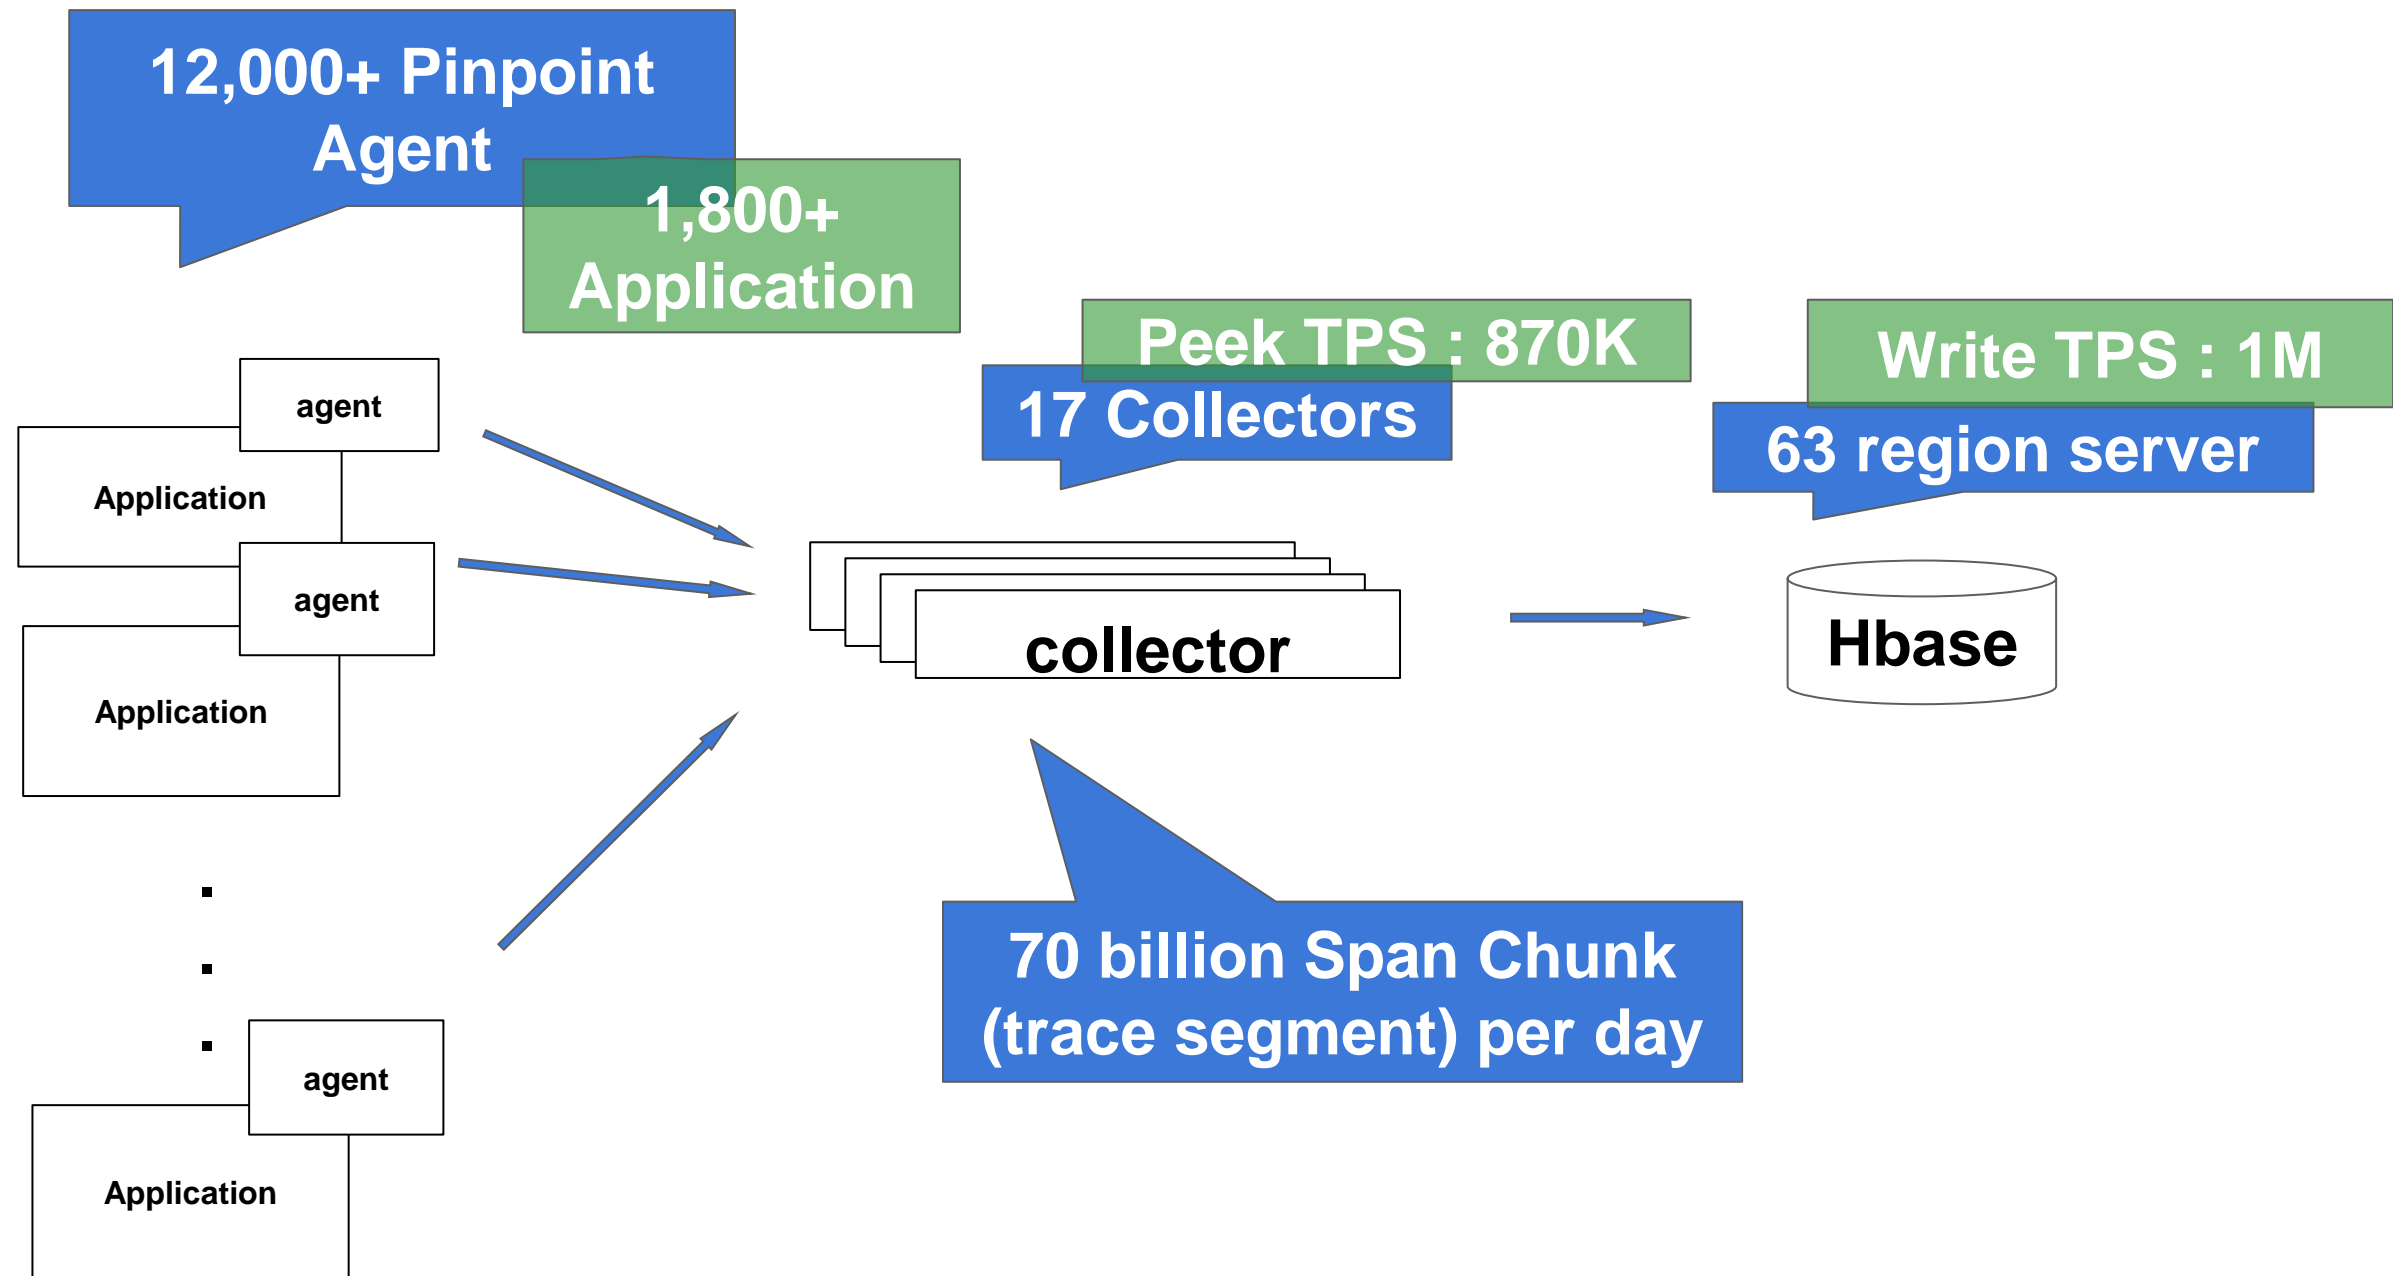 12,000+ Pinpoint
Agent
1,800+
Application
Peek TPS : 870K
17 Collectors
Write TPS : 1M
63 region server
agent
Application
agent
Application
collector
Hbase
70 billion Span Chunk
(trace segment) per day
agent
Application